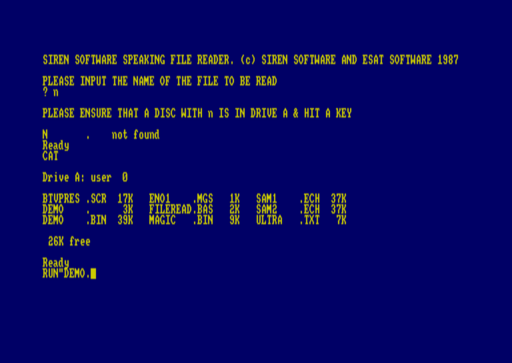 SIREN SOFTWARE SPEAKING FILE READER. (c) SIREN SOFTWARE AND ESAT SOFTWARE 1987
PLEASE INPUT THE NAME OF THE FILE TO BE READ
? n
PLEASE ENSURE THAT A DISC WITH n IS IN DRIVE A & HIT A KEY
N       .    not found
Ready
CAT
Drive A: user  0
BTVPRES .SCR  17K   ENO1    .MGS   1K   SAM1    .ECH  37K
DEMO    .      3K   FILEREAD.BAS   2K   SAM2    .ECH  37K
DEMO    .BIN  39K   MAGIC   .BIN   9K   ULTRA   .TXT   7K
26K free
Ready
RUN"DEMO.